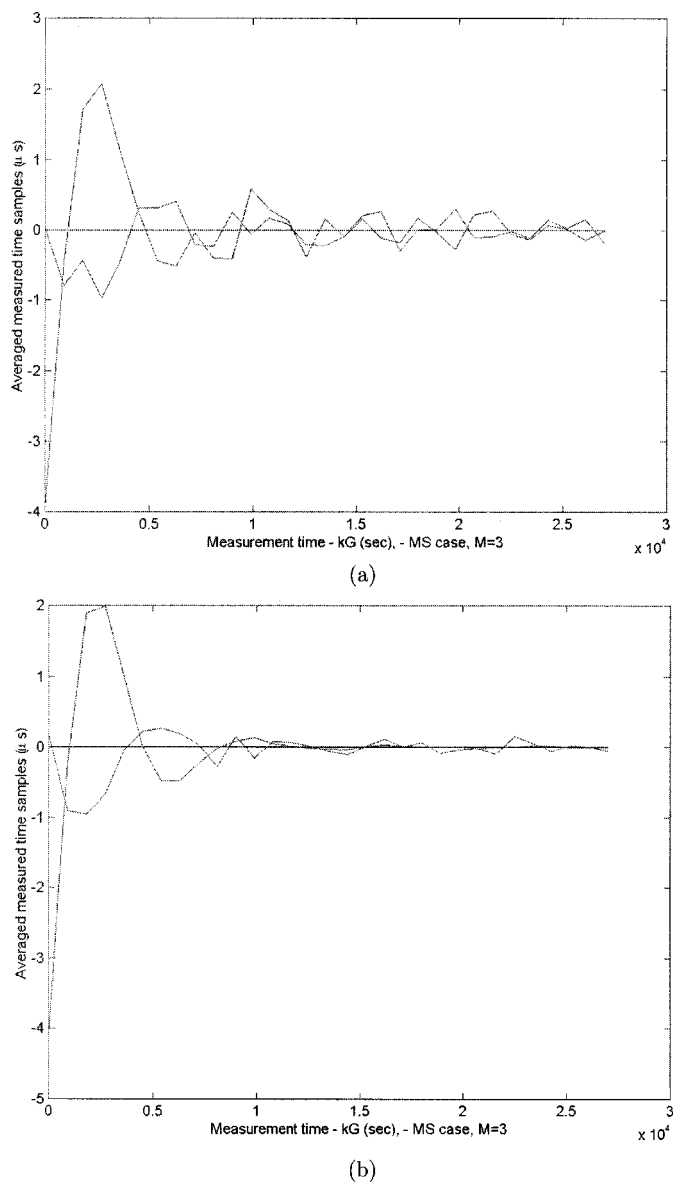 3
2
1
0
-1
-2
-3
-4
Averaged measured time samples (μ s)
0 0.5 1 1.5 2 2.5 3
Measurement time - kG (sec), - MS case, M=3
x 10^4
(a)
2
1
0
-1
-2
-3
-4
-5
Averaged measured time samples (μ s)
0 0.5 1 1.5 2 2.5 3
Measurement time - kG (sec), - MS case, M=3
x 10^4
(b)